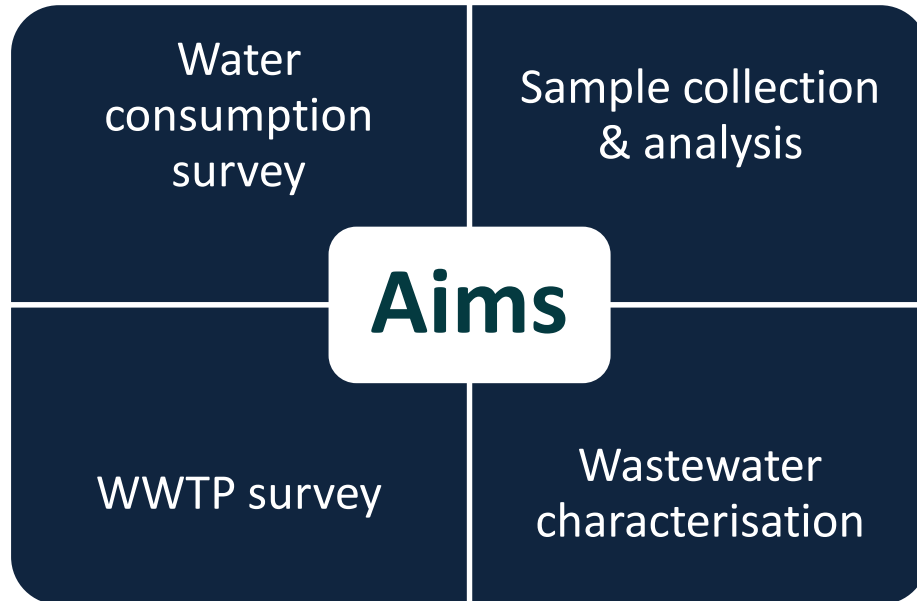 Water
consumption
survey
Sample collection
& analysis
Aims
WWTP survey
Wastewater
characterisation